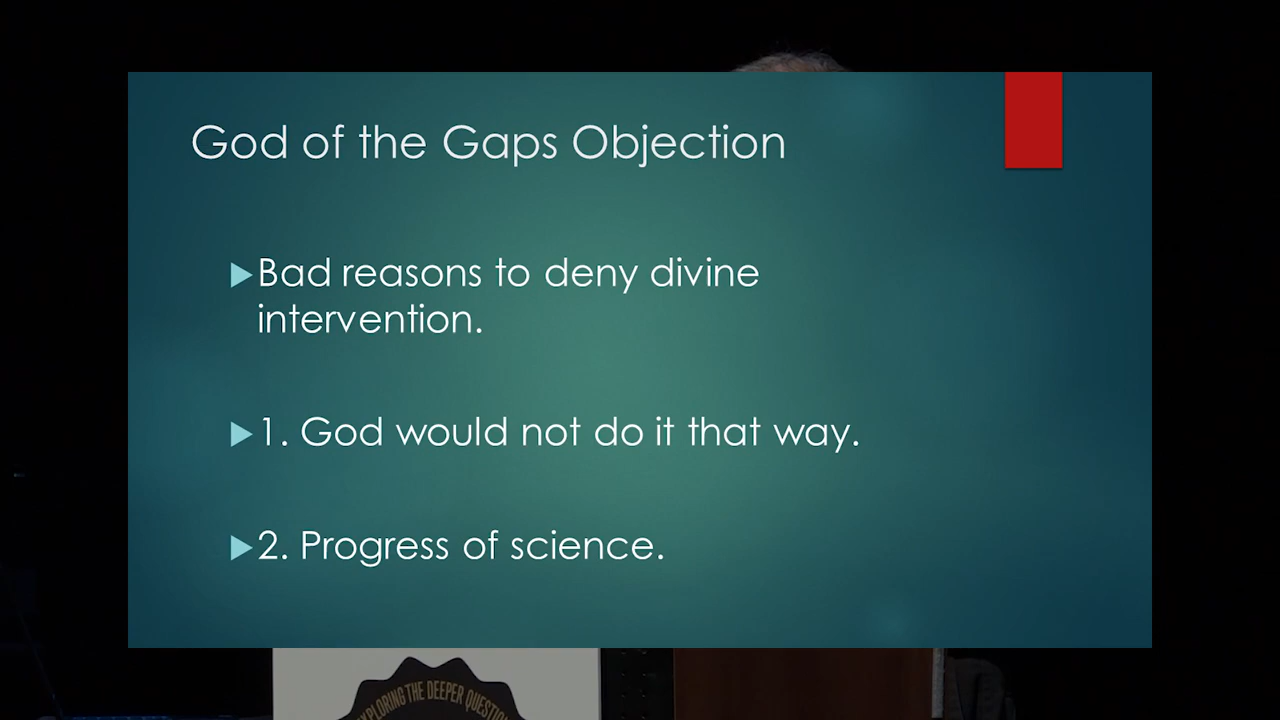 God of the Gaps Objection
Bad reasons to deny divine
intervention.
1. God would not do it that way.
2. Progress of science.
EXPLORING THE DEEPER QUESTION